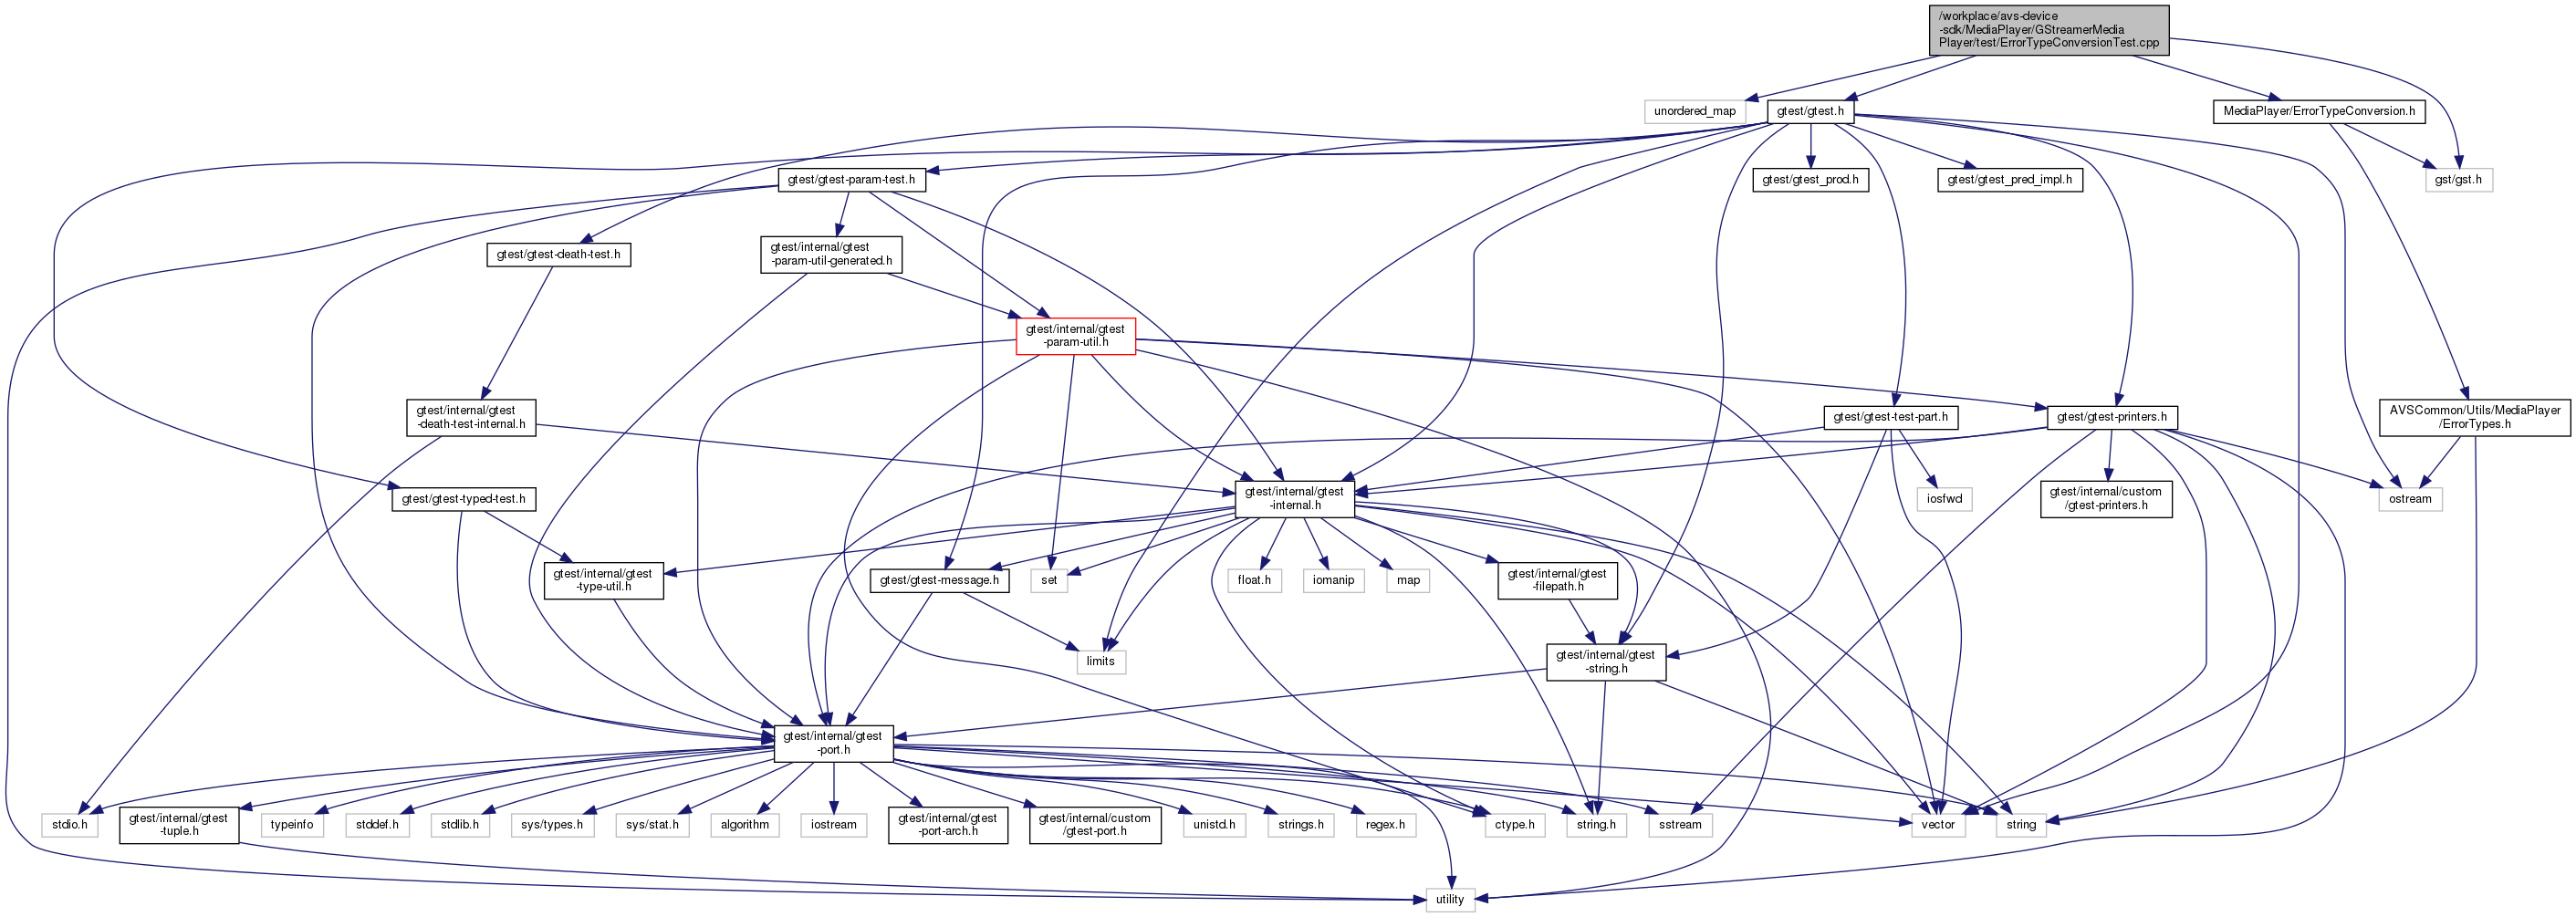 /workplace/avs-device
-sdk/MediaPlayer/GStreamerMedia
Player/test/ErrorTypeConversionTest.cpp
unordered_map
gtest/gtest.h
MediaPlayer/ErrorTypeConversion.h
gtest/gtest-param-test.h
gtest/gtest_prod.h
gtest/gtest_pred_impl.h
gst/gst.h
gtest/gtest-death-test.h
gtest/internal/gtest
-param-util-generated.h
gtest/internal/gtest
-param-util.h
gtest/internal/gtest
-death-test-internal.h
gtest/gtest-test-part.h
gtest/gtest-printers.h
AVSCommon/Utils/MediaPlayer
/ErrorTypes.h
gtest/gtest-typed-test.h
gtest/internal/gtest
-internal.h
iosfwd
gtest/internal/custom
/gtest-printers.h
ostream
gtest/internal/gtest
-type-util.h
gtest/gtest-message.h
set
float.h
iomanip
map
gtest/internal/gtest
-filepath.h
limits
gtest/internal/gtest
-string.h
gtest/internal/gtest
-port.h
stdio.h
gtest/internal/gtest
-tuple.h
typeinfo
stddef.h
stdlib.h
sys/types.h
sys/stat.h
algorithm
iostream
gtest/internal/gtest
-port-arch.h
gtest/internal/custom
/gtest-port.h
unistd.h
strings.h
regex.h
ctype.h
string.h
sstream
vector
string
utility